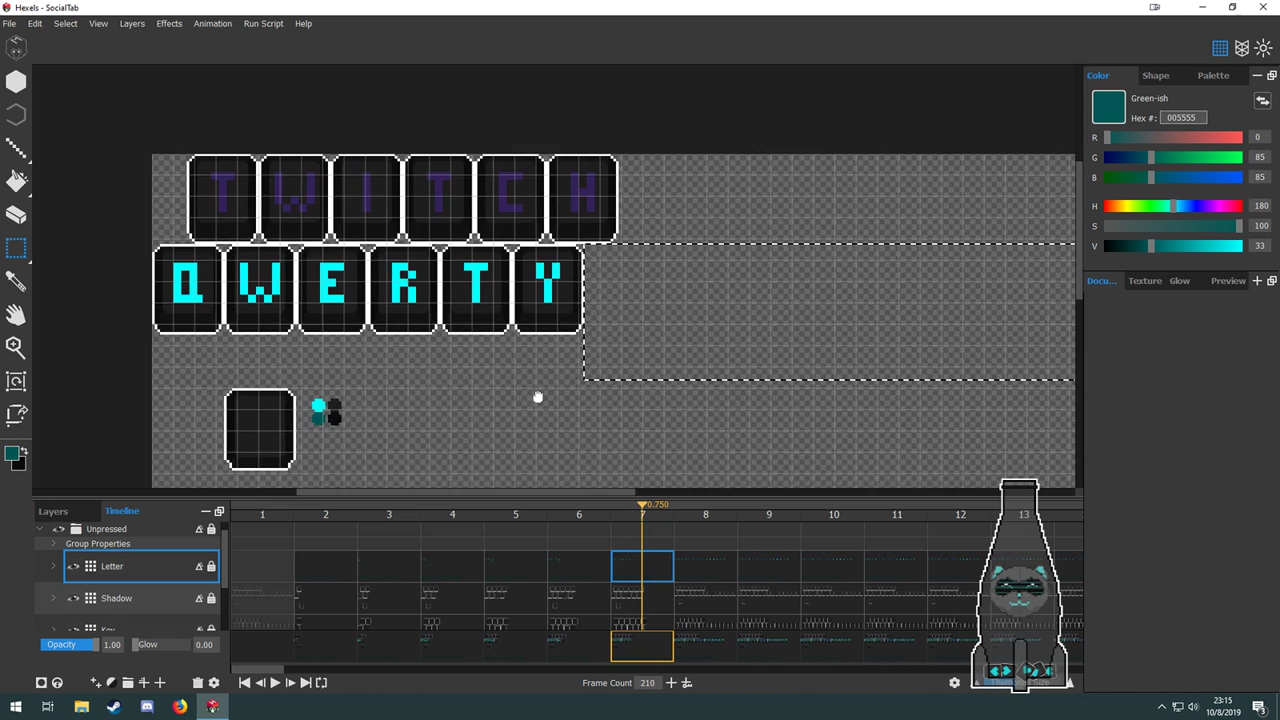 Hexels - SocialTab
File Edit Select View Layers Effects Animation Run Script Help
Color Shape Palette
Green-ish
Hex #: 005555
R 0
G 85
B 85
H 180
S 100
V 33
Docu... Texture Glow
TWITCH
QWERTY
Layers Timeline
0.750
1 2 3 4 5 6 7 8 9 10 11 12 13
Unpressed
Group Properties
Letter
Shadow
Opacity 1.00 Glow 0.00
Frame Count 210
23:15
10/8/2019
3